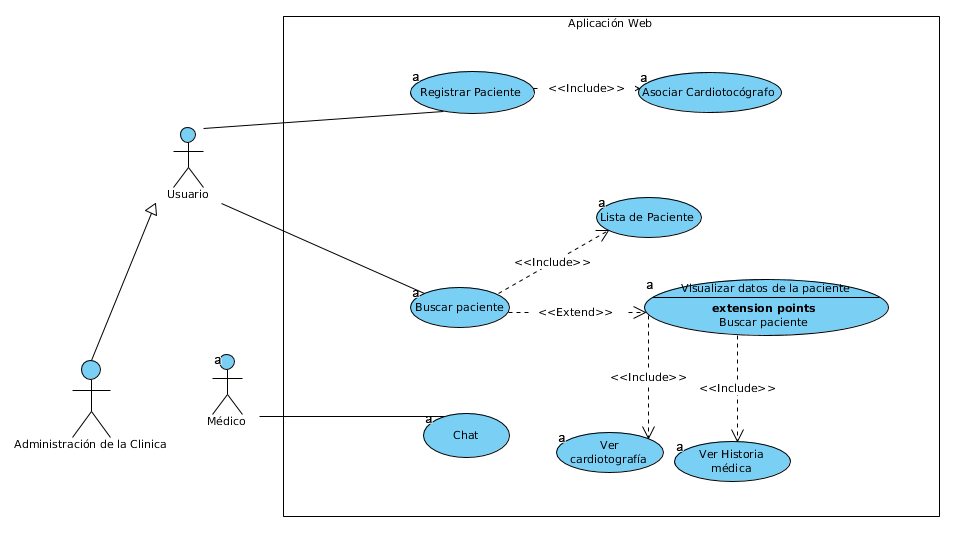 Aplicación Web
a
Registrar Paciente
<<Include>>
a
Asociar Cardiotocógrafo
Usuario
a
Lista de Paciente
<<Include>>
a
Buscar paciente
<<Extend>>
a
Visualizar datos de la paciente
extension points
Buscar paciente
<<Include>>
<<Include>>
a
Médico
Administración de la Clinica
a
Chat
a
Ver
cardiotografía
a
Ver Historia
médica